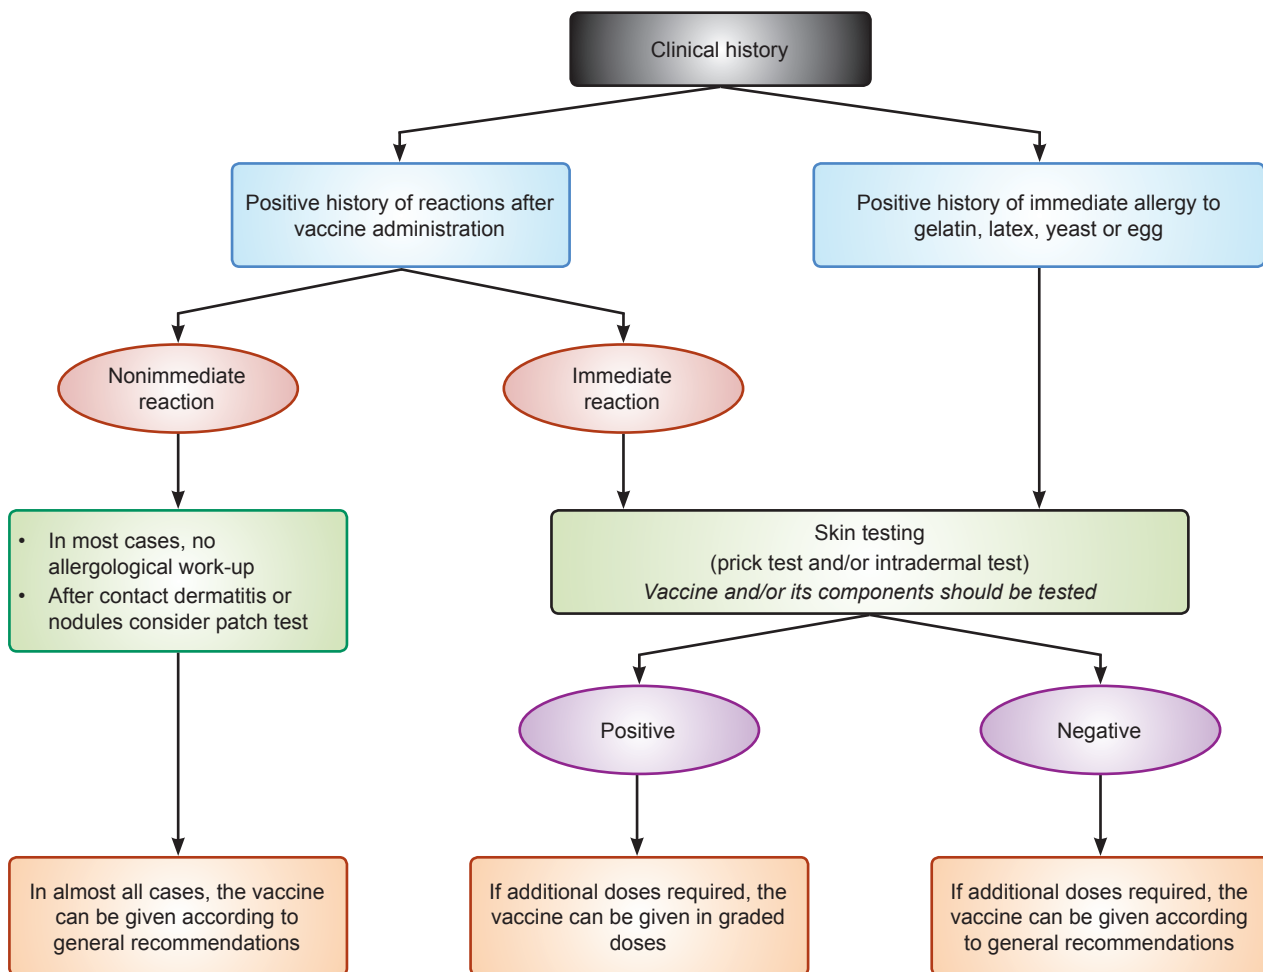 Clinical history
Positive history of reactions after
vaccine administration
Positive history of immediate allergy to
gelatin, latex, yeast or egg
Nonimmediate
reaction
Immediate
reaction
• In most cases, no
allergological work-up
• After contact dermatitis or
nodules consider patch test
Skin testing
(prick test and/or intradermal test)
Vaccine and/or its components should be tested
Positive
Negative
In almost all cases, the vaccine
can be given according to
general recommendations
If additional doses required, the
vaccine can be given in graded
doses
If additional doses required, the
vaccine can be given according
to general recommendations